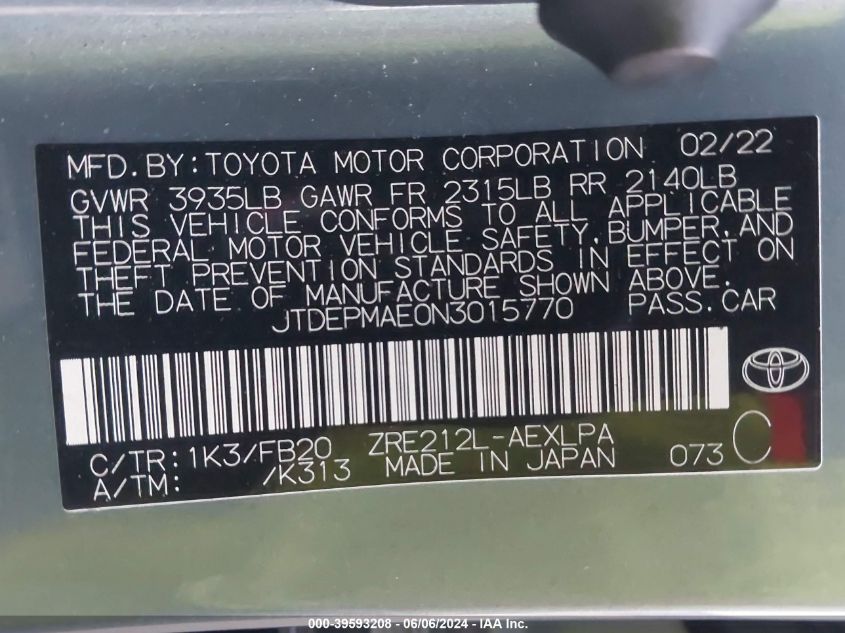 MFD. BY: TOYOTA MOTOR CORPORATION 02/22
GVWR 3935LB GAWR FR 2315LB RR 2140LB
THIS VEHICLE CONFORMS TO ALL APPLICABLE
FEDERAL MOTOR VEHICLE SAFETY, BUMPER, AND
THEFT PREVENTION STANDARDS IN EFFECT ON
THE DATE OF MANUFACTURE SHOWN ABOVE.
JTDEPMAE0N3015770 PASS. CAR
C/TR: 1K3/FB20 ZRE212L-AEXLPA C
A/TM: /K313 MADE IN JAPAN 073
000-39593208 - 06/06/2024 - IAA Inc.